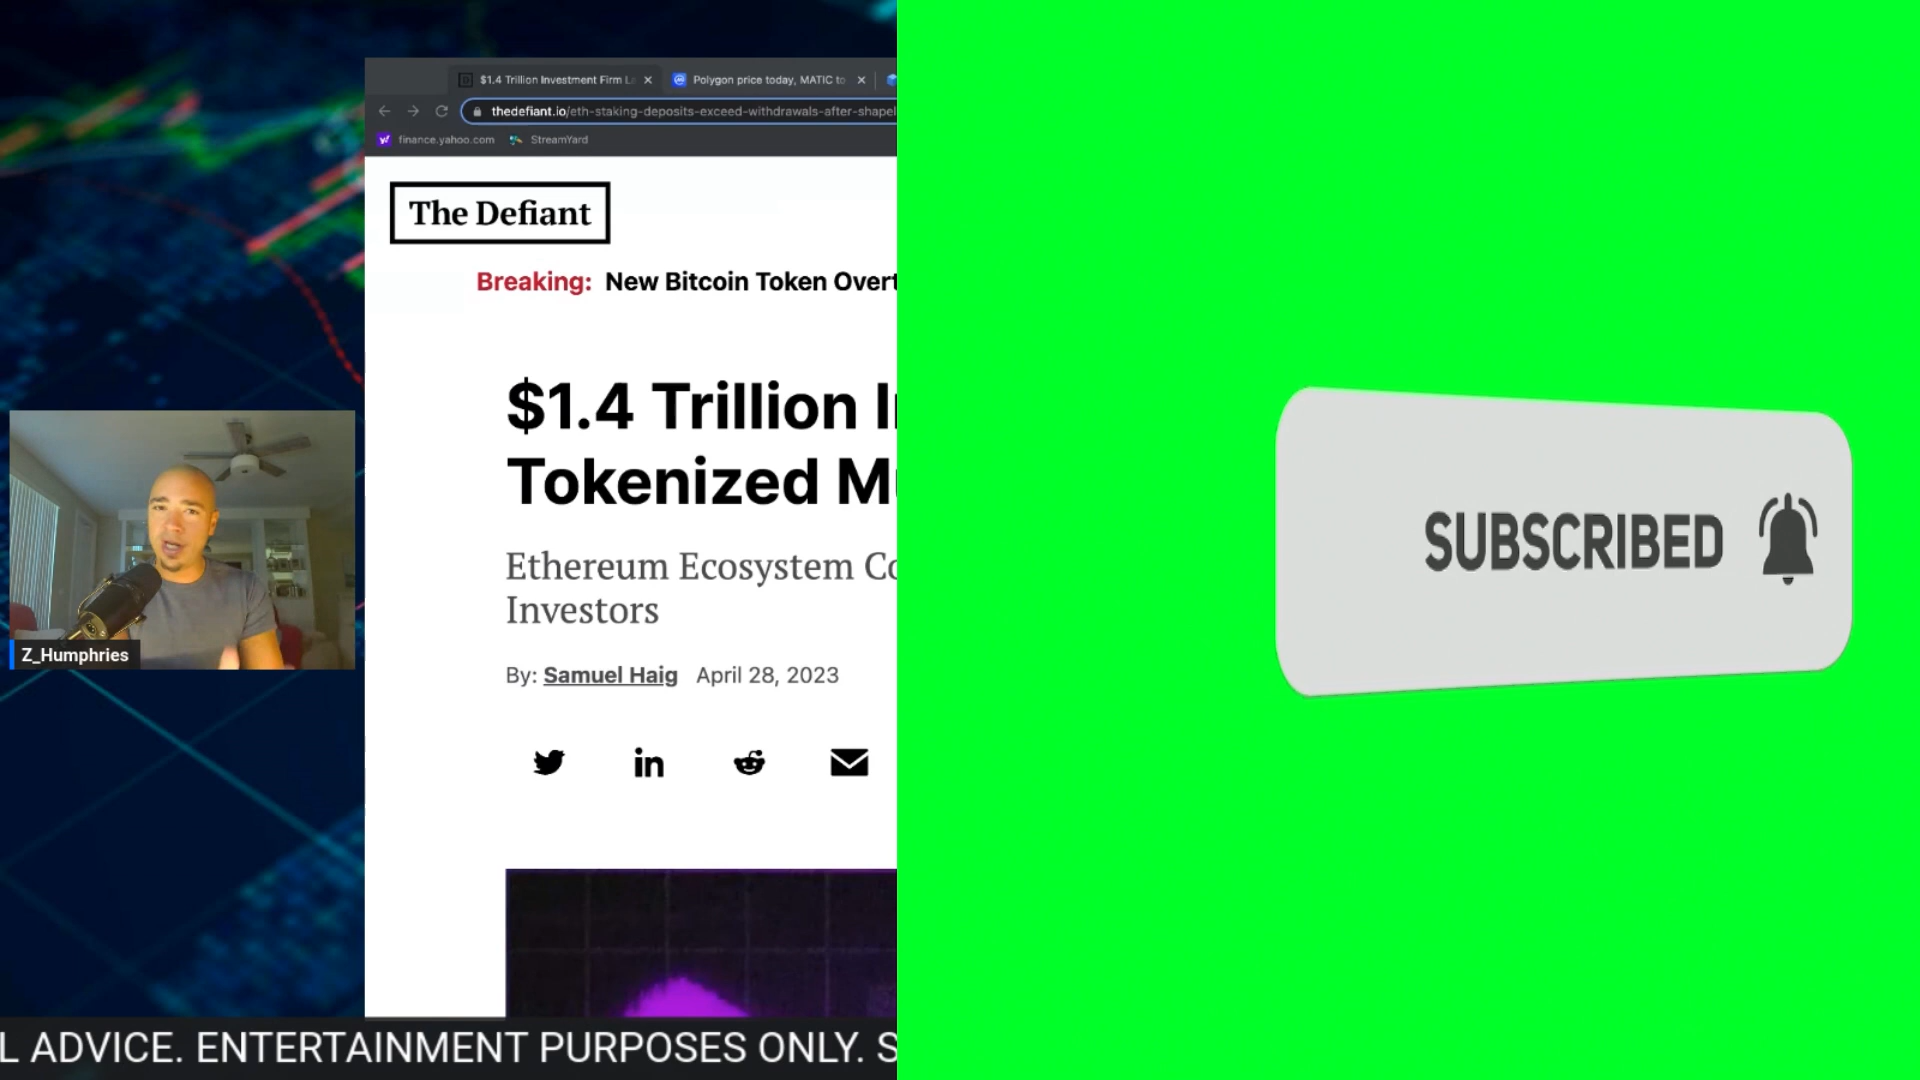 $1.4 Trillion Investment Firm La
Polygon price today, MATIC to
thedefiant.io/eth-staking-deposits-exceed-withdrawals-after-shapel
finance.yahoo.com
StreamYard
The Defiant
Breaking: New Bitcoin Token Overt
$1.4 Trillion I
Tokenized M
Ethereum Ecosystem Co
Investors
By: Samuel Haig April 28, 2023
Z_Humphries
SUBSCRIBED
L ADVICE. ENTERTAINMENT PURPOSES ONLY. S